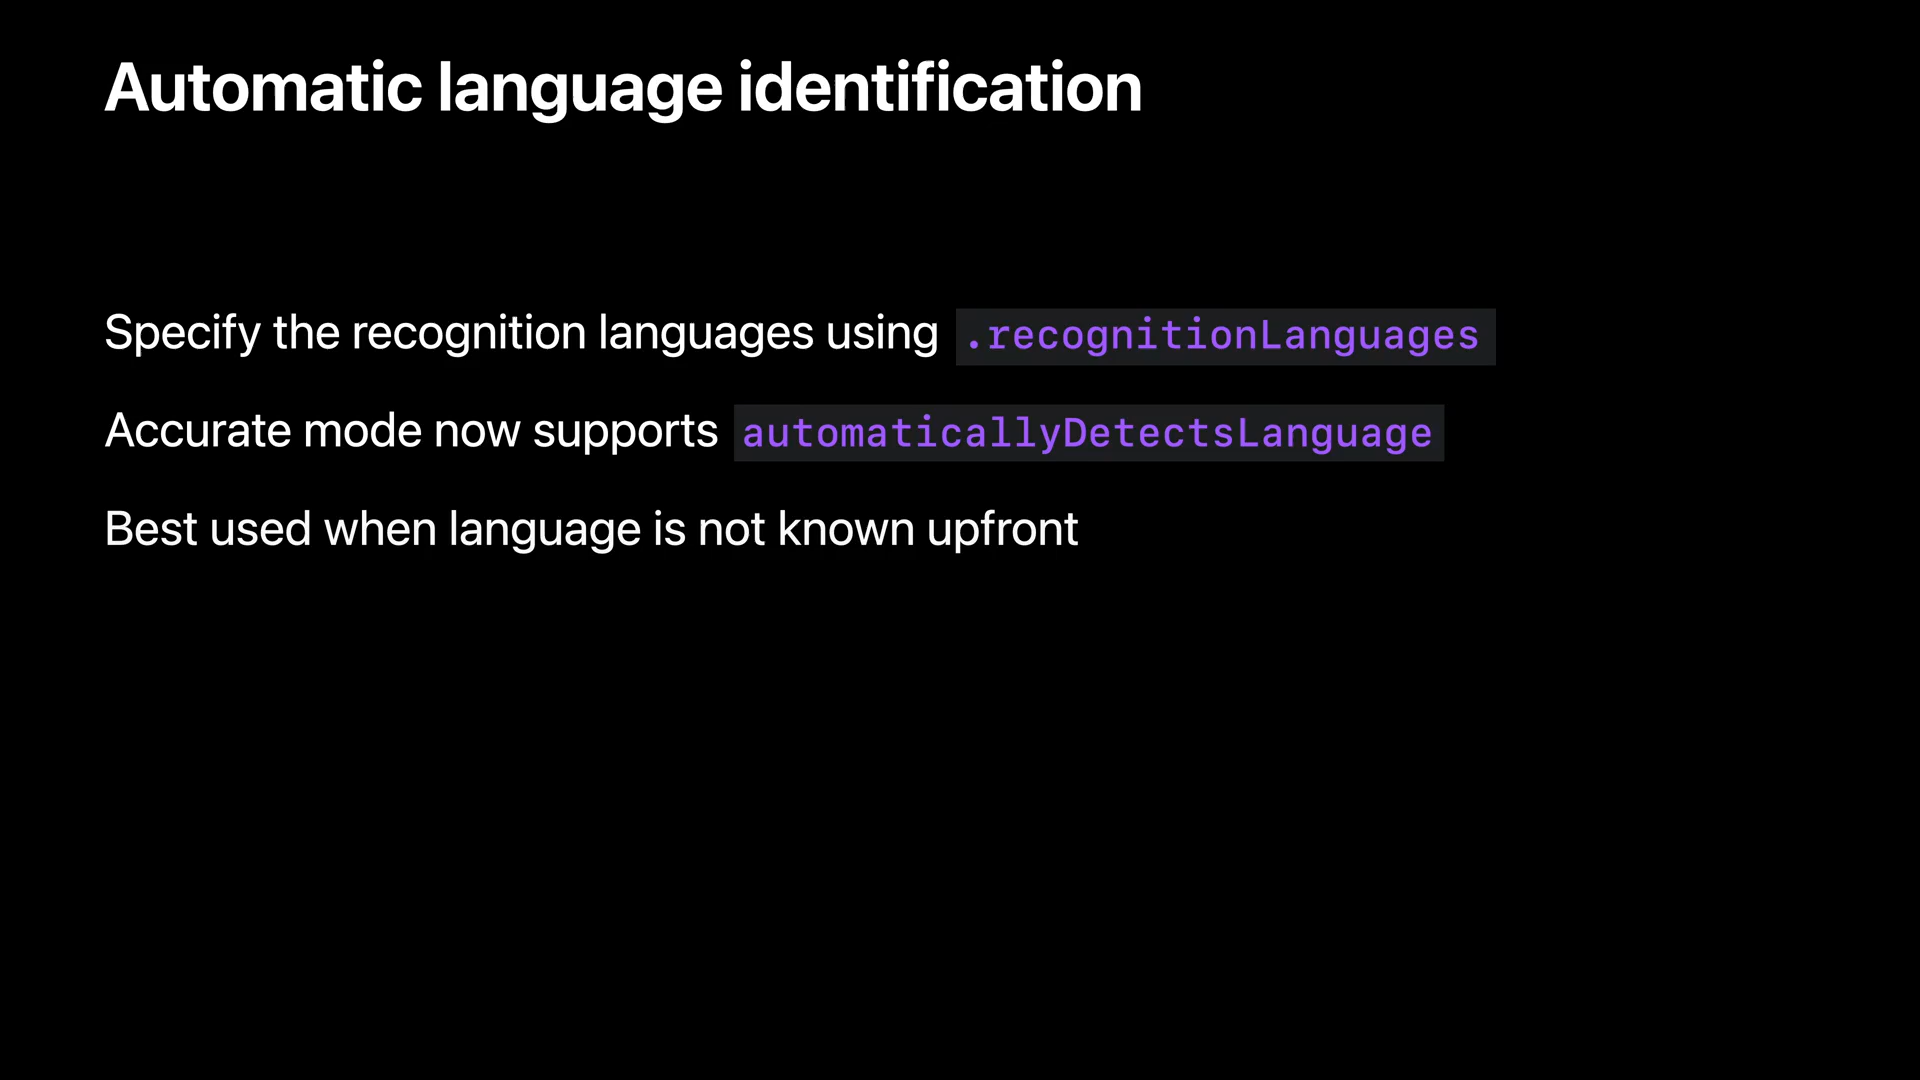 Automatic language identification
Specify the recognition languages using .recognitionLanguages
Accurate mode now supports automaticallyDetectsLanguage
Best used when language is not known upfront